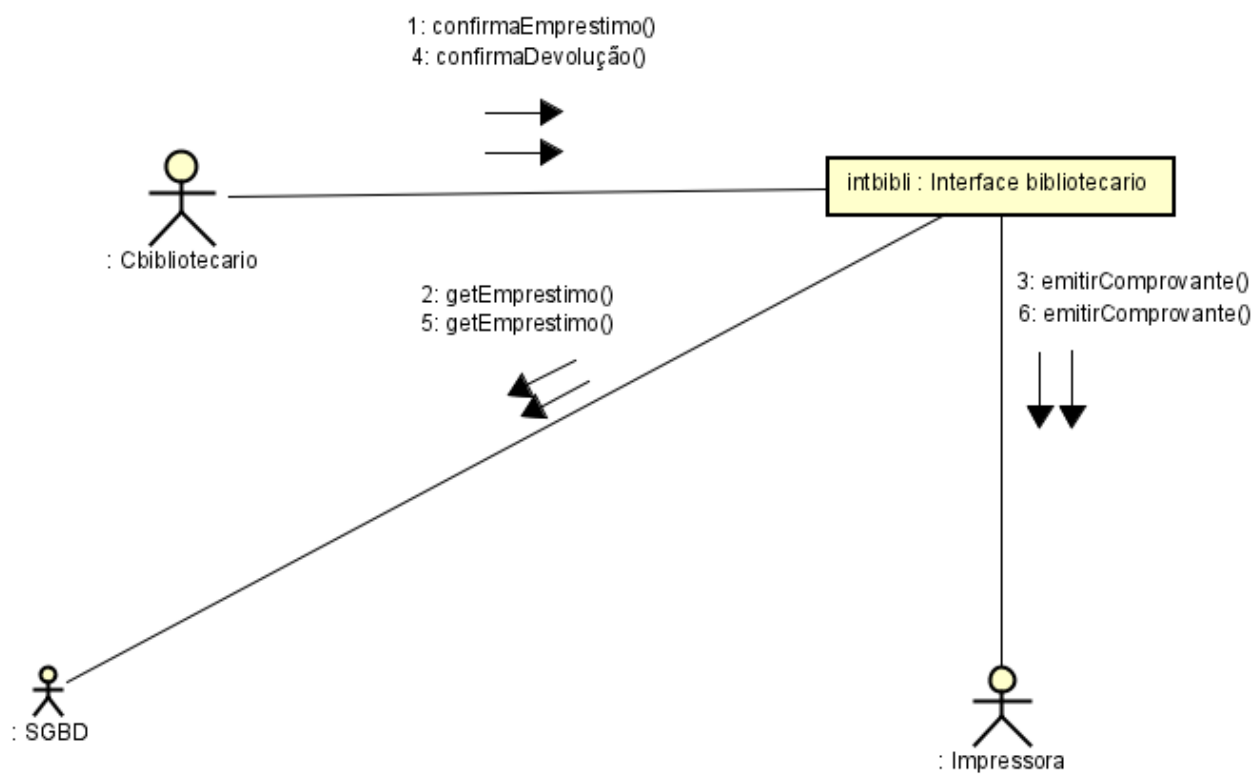 1: confirmaEmprestimo()
4: confirmaDevolução()
intbibli : Interface bibliotecario
: Cbibliotecario
2: getEmprestimo()
5: getEmprestimo()
3: emitirComprovante()
6: emitirComprovante()
: SGBD
: Impressora